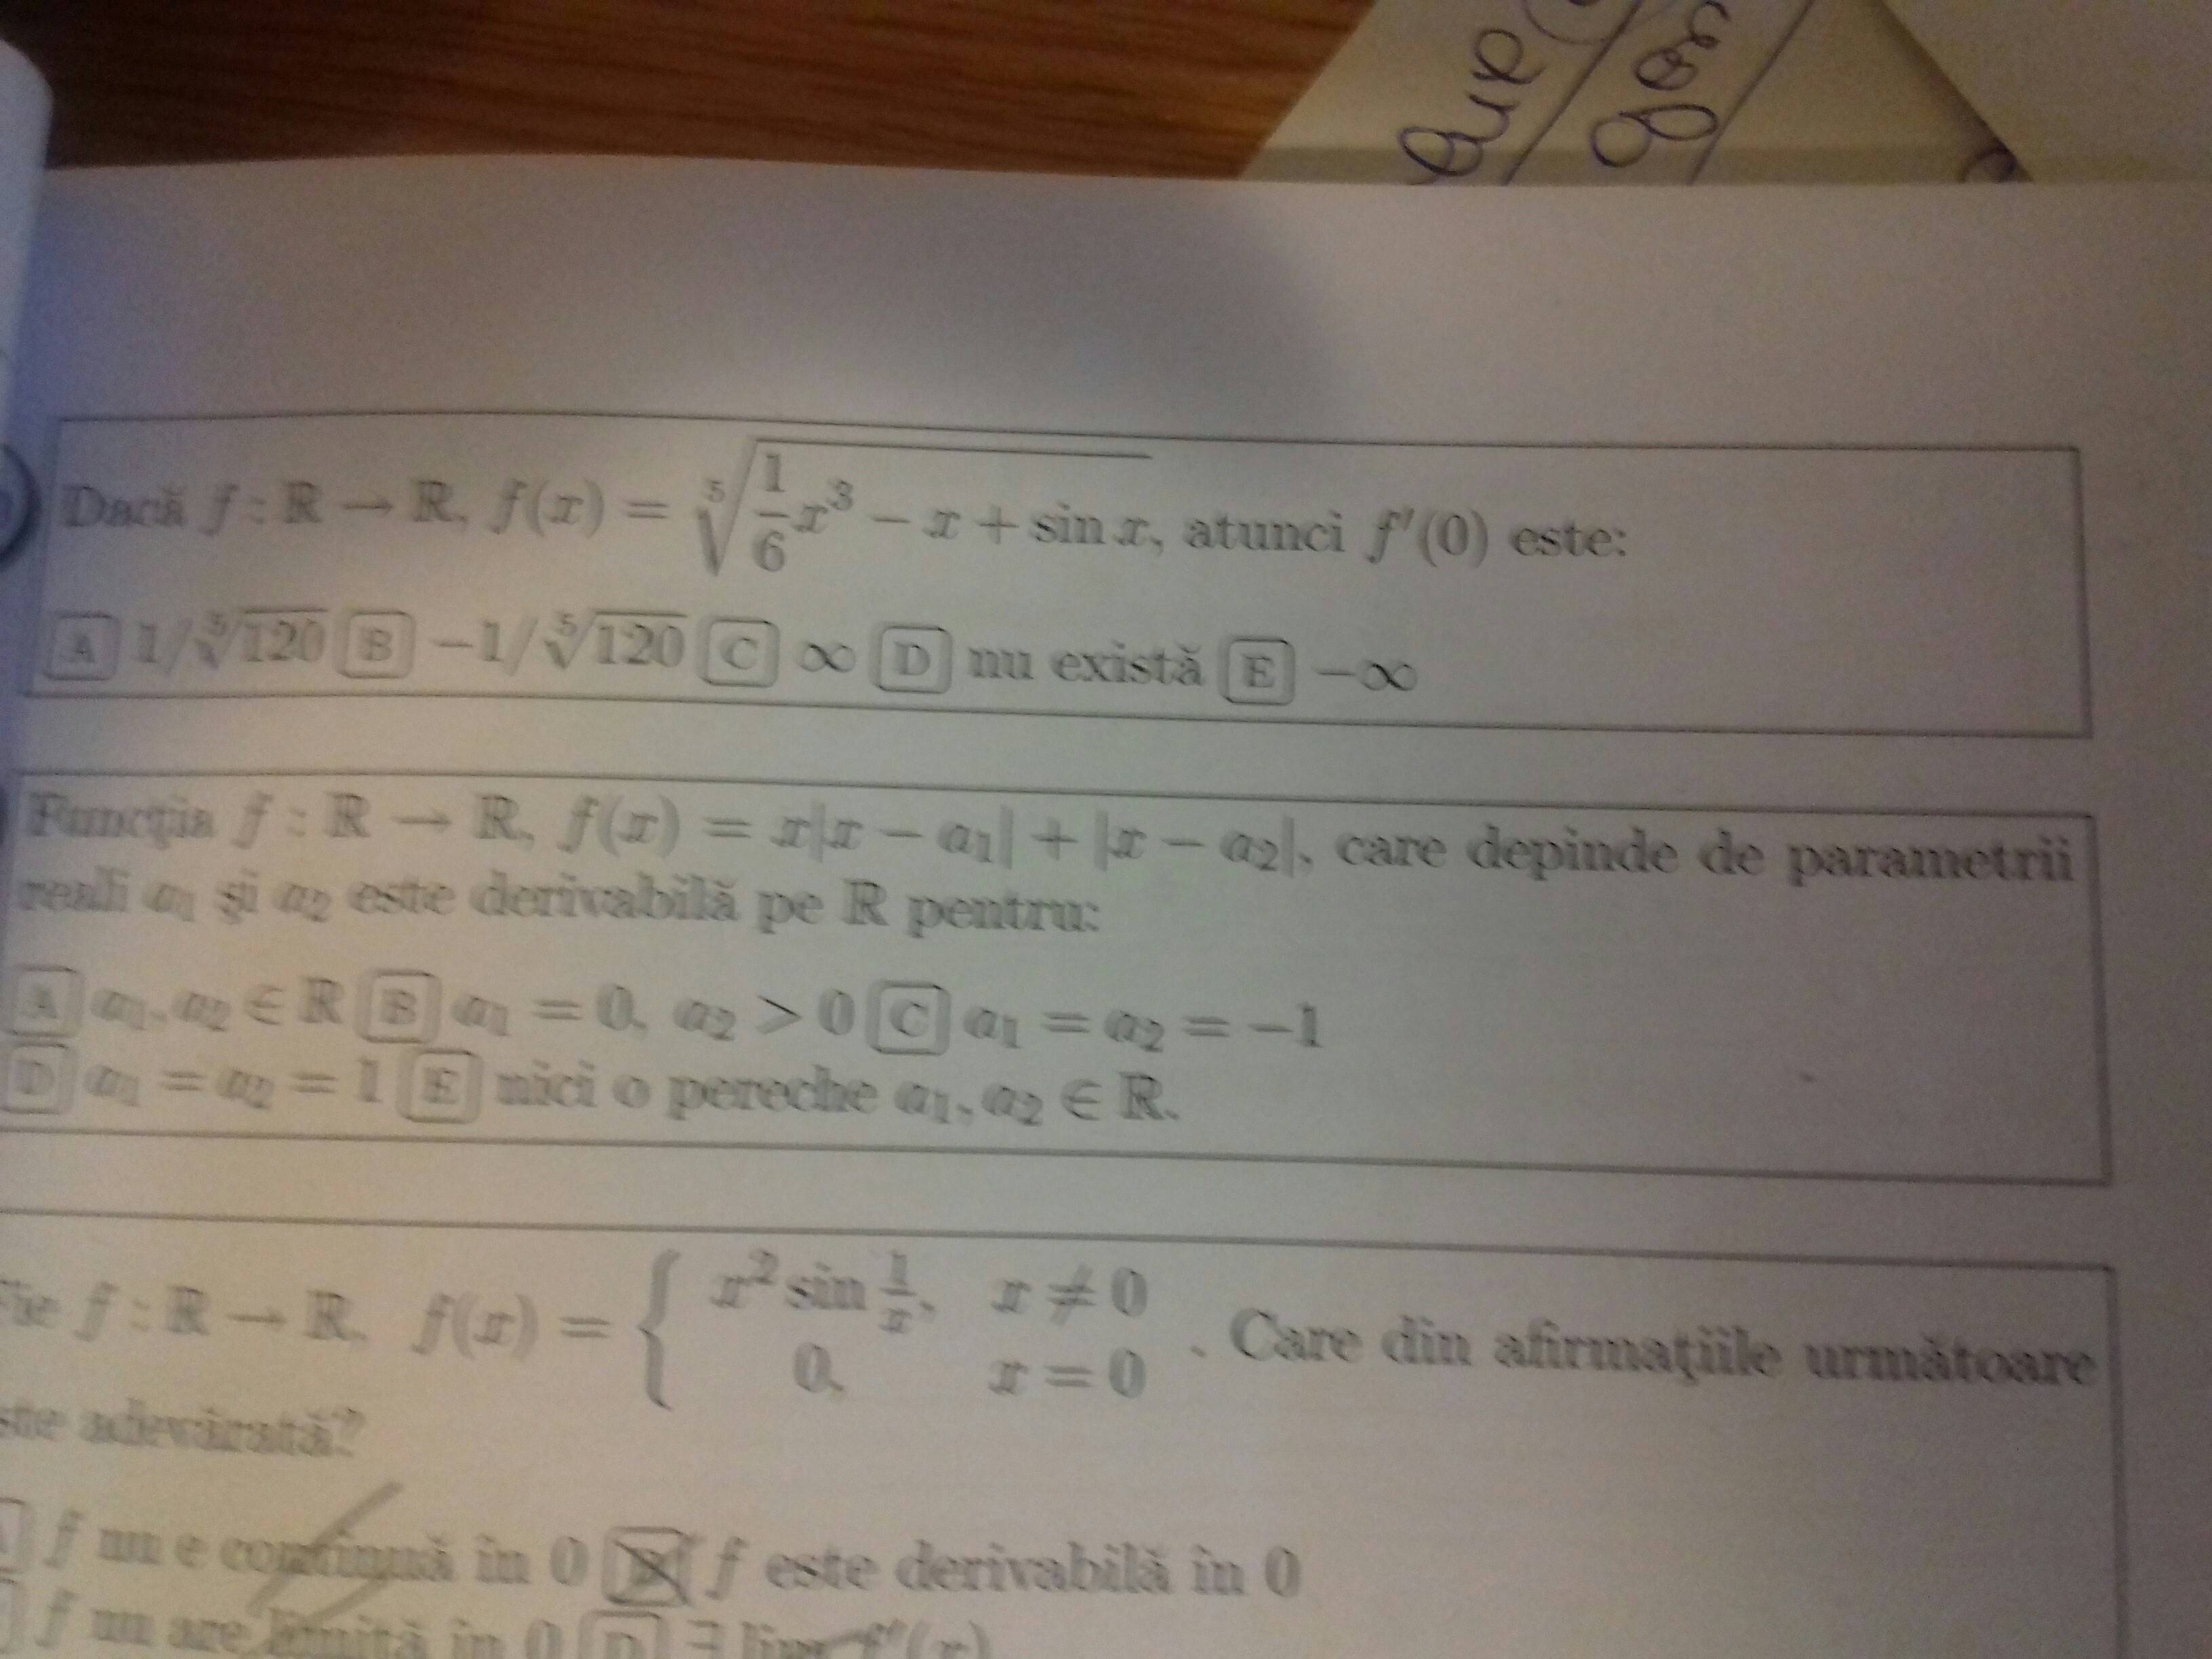 Bure
gon
Dacă f : ℝ → ℝ, f(x) = ⁵√(1/6 x³ − x + sin x), atunci f′(0) este:
A 1/⁵√120 B −1/⁵√120 C ∞ D nu există E −∞
Funcţia f : ℝ → ℝ, f(x) = x|x − a₁| + |x − a₂|, care depinde de parametrii
reali a₁ şi a₂ este derivabilă pe ℝ pentru:
A a₁, a₂ ∈ ℝ B a₁ = 0, a₂ > 0 C a₁ = a₂ = −1
D a₁ = a₂ = 1 E nici o pereche a₁, a₂ ∈ ℝ.
f : ℝ → ℝ, f(x) = { x² sin 1/x, x ≠ 0
0, x = 0 . Care din afirmaţiile următoare
adevărată?
f nu e continuă în 0 B f este derivabilă în 0
f nu are limită în 0 D ∃ lim f′(x)